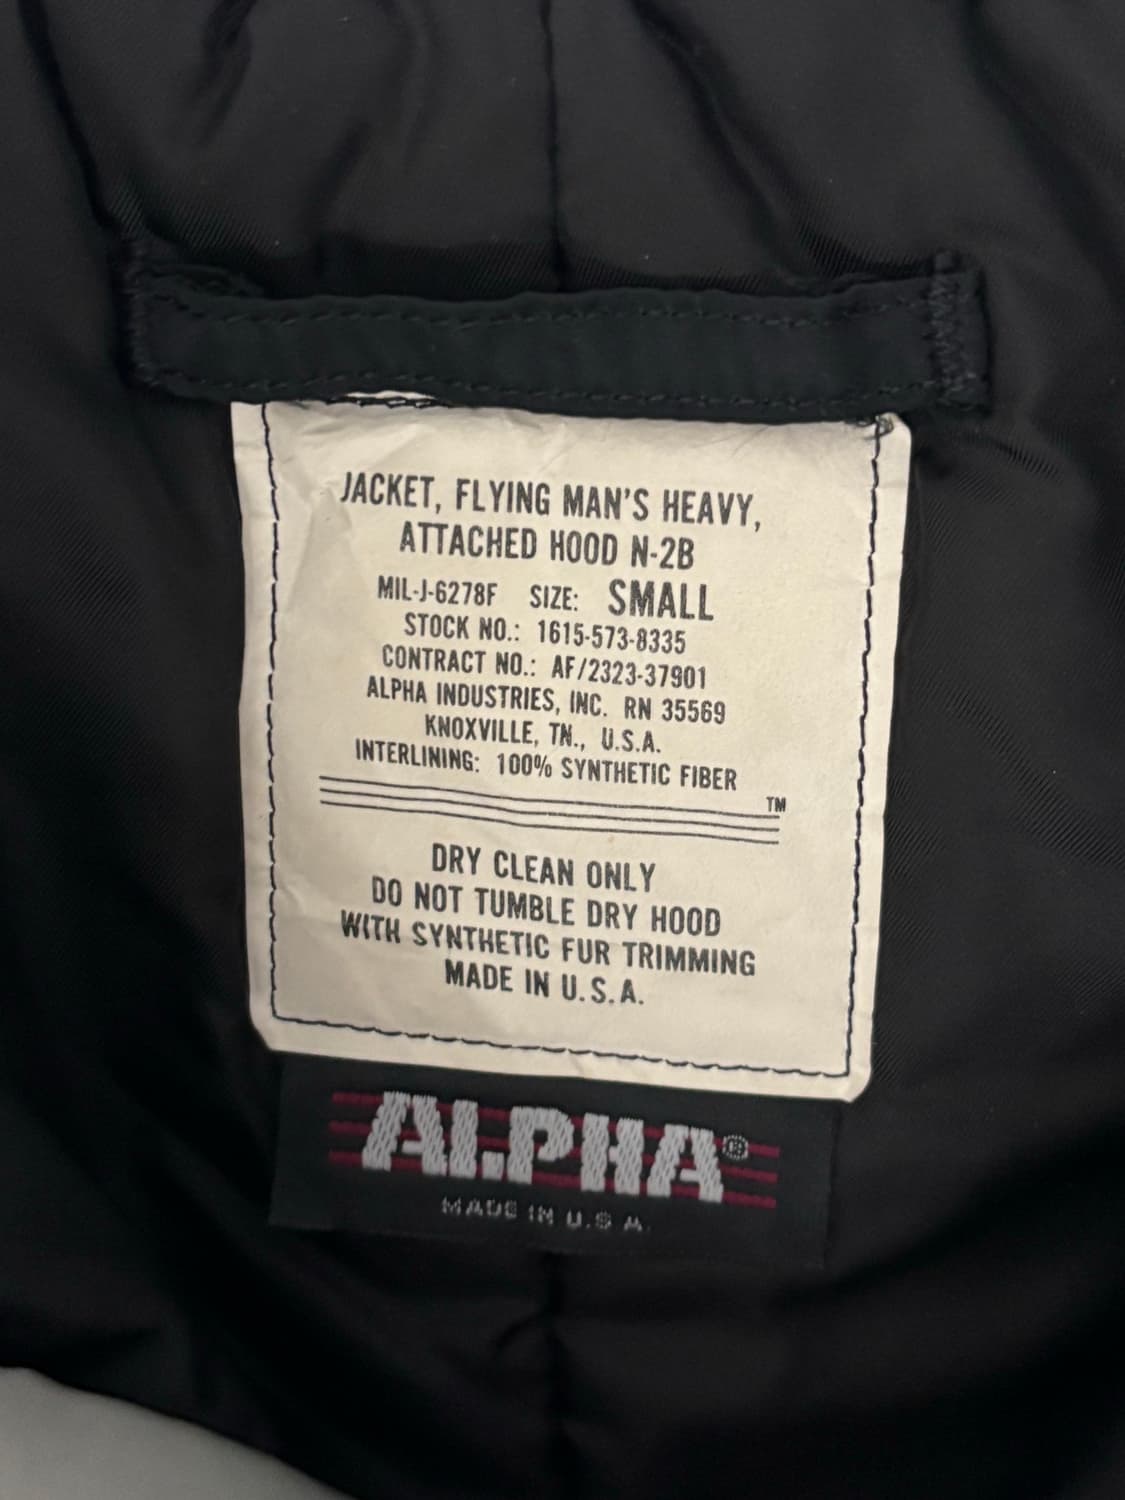 JACKET, FLYING MAN'S HEAVY,
ATTACHED HOOD N-2B
MIL-J-6278F SIZE: SMALL
STOCK NO.: 1615-573-8335
CONTRACT NO.: AF/2323-37901
ALPHA INDUSTRIES, INC. RN 35569
KNOXVILLE, TN., U.S.A.
INTERLINING: 100% SYNTHETIC FIBER
TM
DRY CLEAN ONLY
DO NOT TUMBLE DRY HOOD
WITH SYNTHETIC FUR TRIMMING
MADE IN U.S.A.
ALPHA®
MADE IN U.S.A.